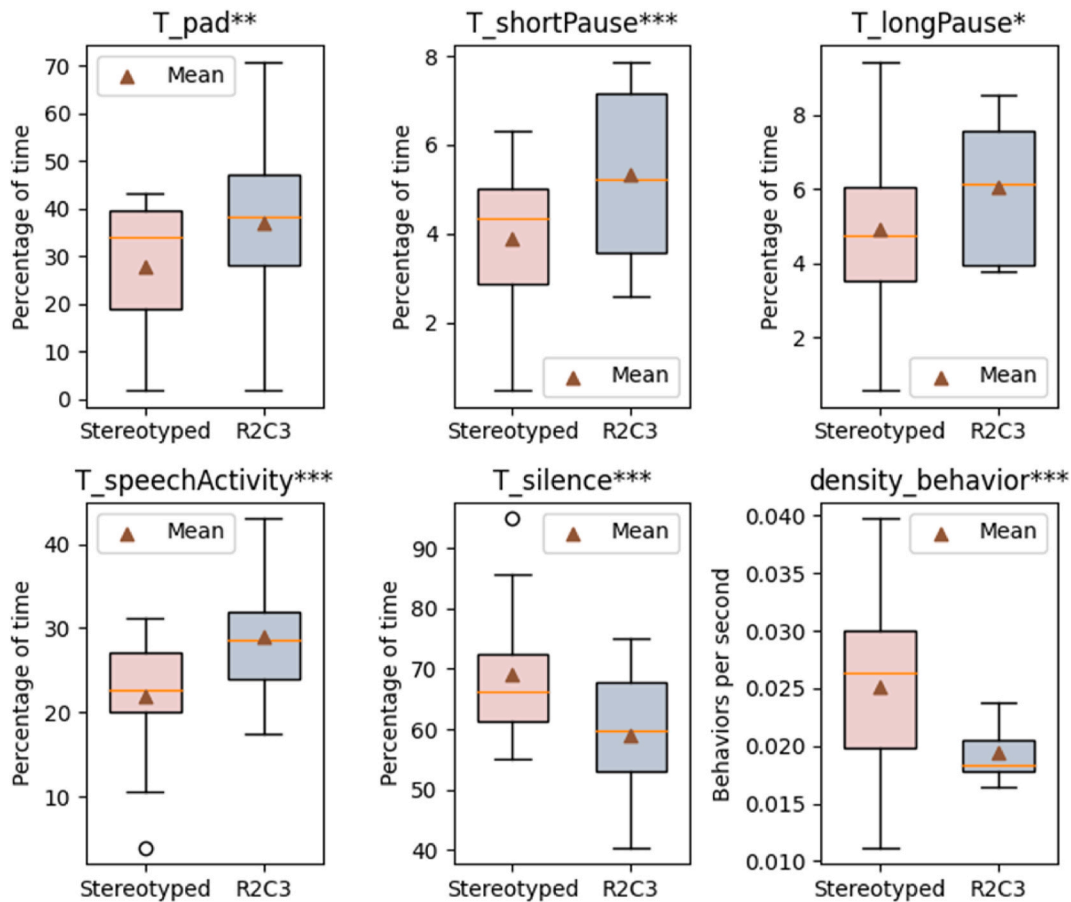 T_pad** T_shortPause*** T_longPause*
Percentage of time
70
60
50
40
30
20
10
0
Mean
Stereotyped R2C3
Percentage of time
8
6
4
2
Mean
Stereotyped R2C3
Percentage of time
8
6
4
2
Mean
Stereotyped R2C3
T_speechActivity*** T_silence*** density_behavior***
Percentage of time
40
30
20
10
Mean
Stereotyped R2C3
Percentage of time
90
80
70
60
50
40
Mean
Stereotyped R2C3
Behaviors per second
0.040
0.035
0.030
0.025
0.020
0.015
0.010
Mean
Stereotyped R2C3